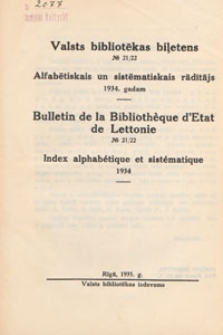 2077
Valsts bibliotēkas biļetens
№ 21/22
Alfabētiskais un sistēmatiskais rādītājs
1934. gadam
Bulletin de la Bibliothèque d'Etat
de Lettonie
№ 21/22
Index alphabétique et sistématique
1934
Rīgā, 1935. g.
Valsts bibliotēkas izdevums